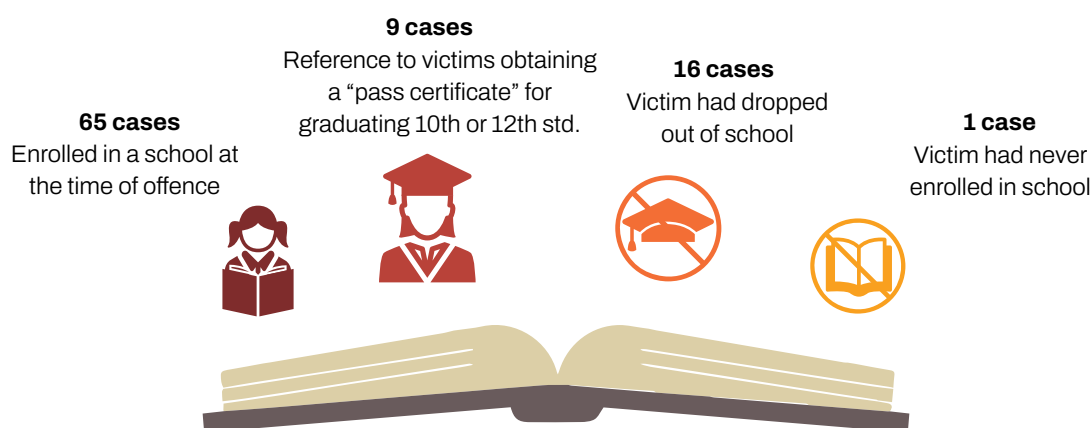 65 cases
Enrolled in a school at
the time of offence
9 cases
Reference to victims obtaining
a “pass certificate” for
graduating 10th or 12th std.
16 cases
Victim had dropped
out of school
1 case
Victim had never
enrolled in school